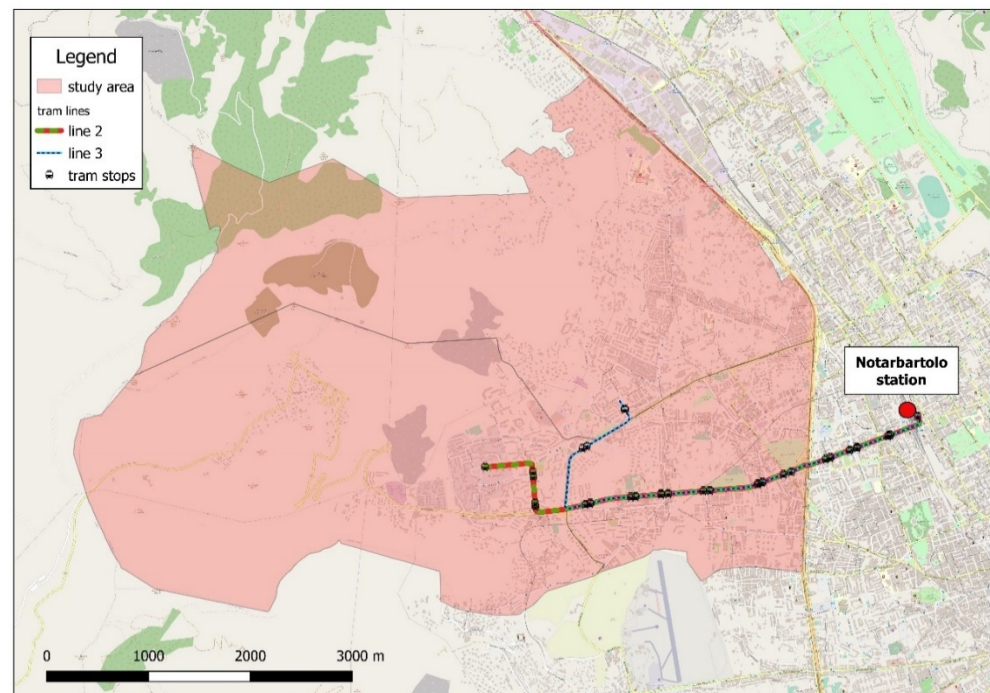 Legend
study area
tram lines
line 2
line 3
tram stops
Notarbartolo
station
0 1000 2000 3000 m